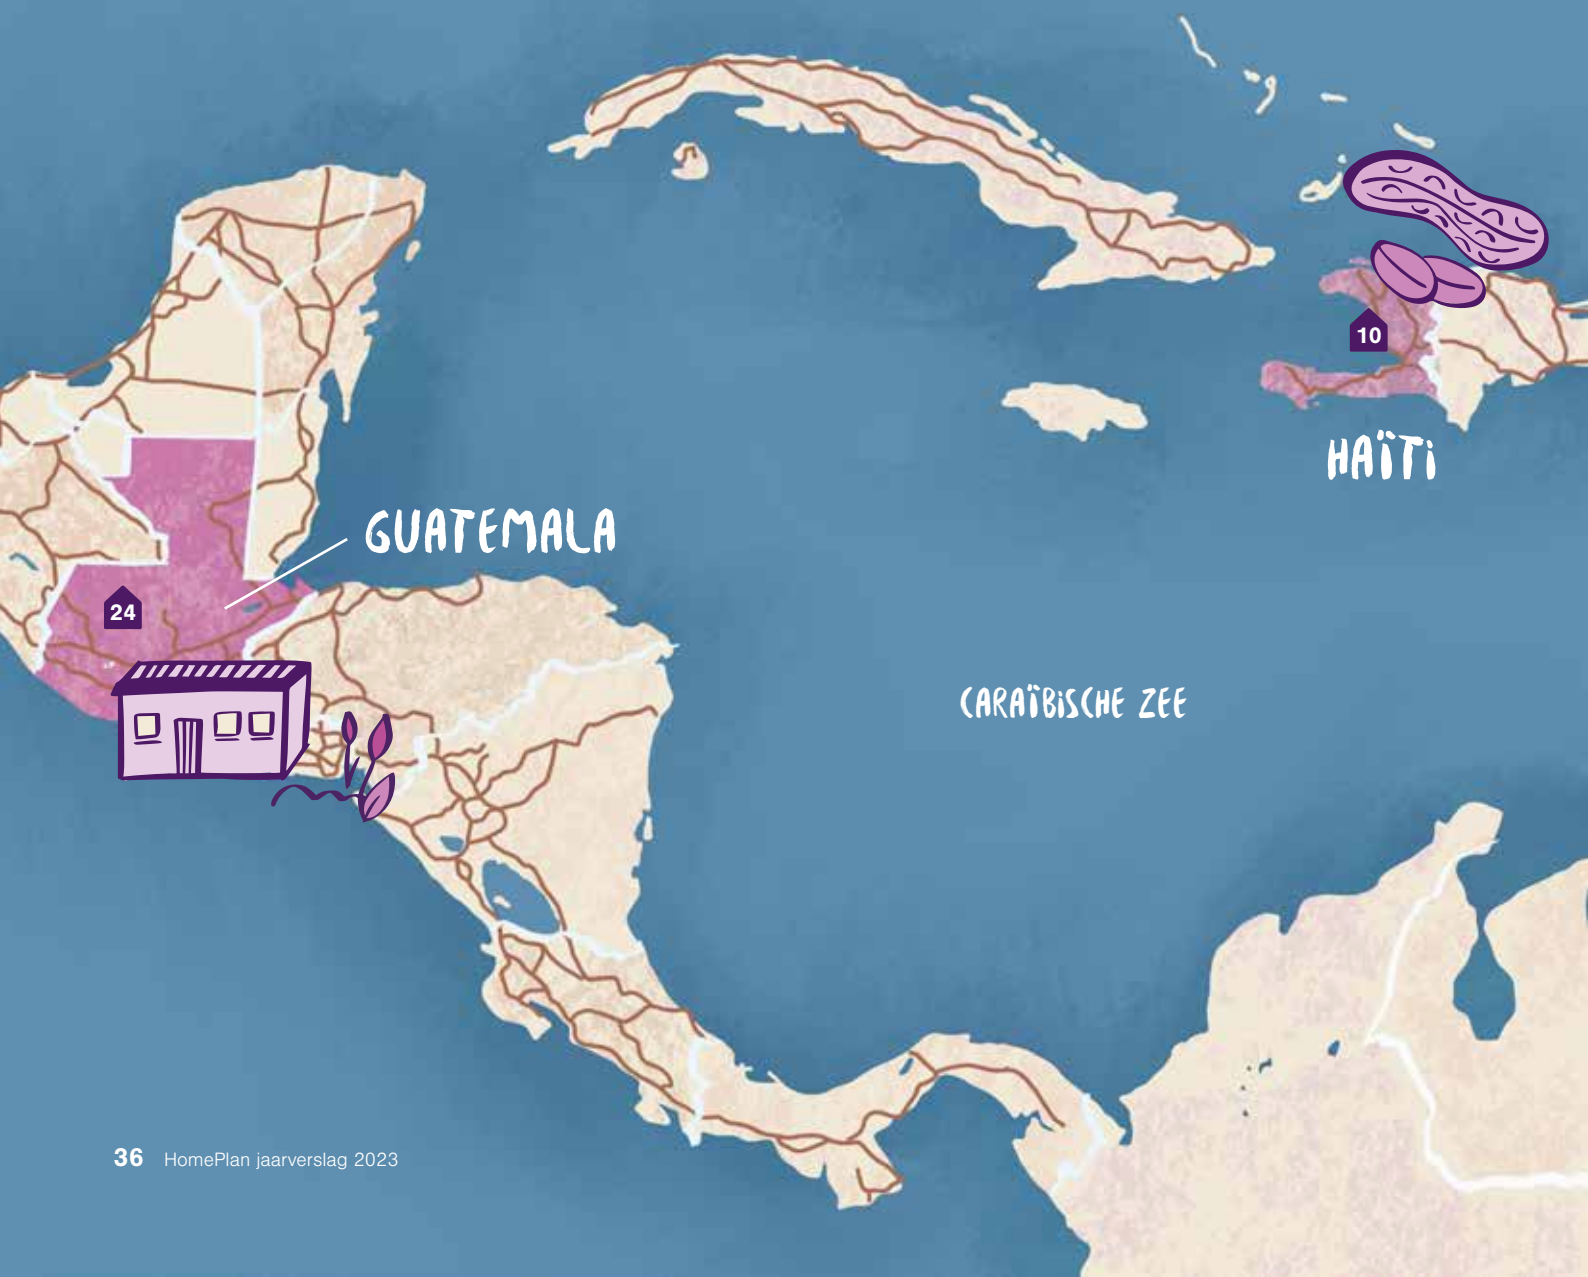 10
HAÏTi
GUATEMALA
24
CARAÏBiSCHE ZEE
36 HomePlan jaarverslag 2023